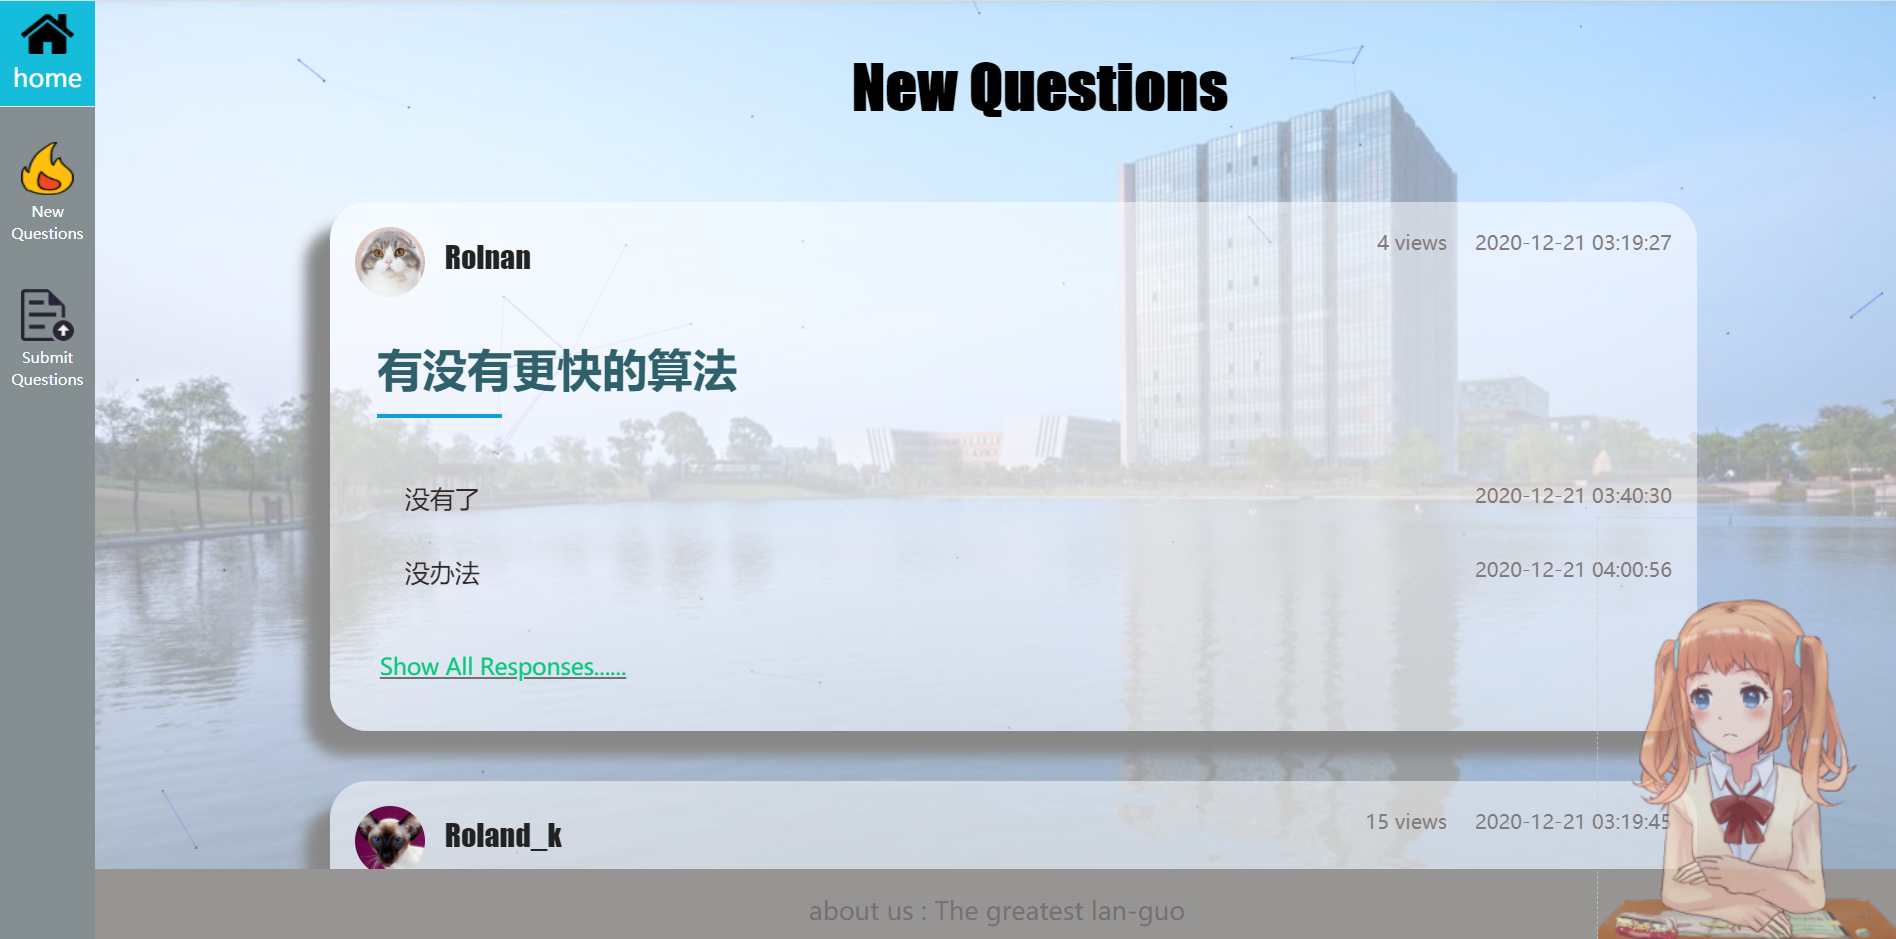 home
New
Questions
Submit
Questions
New Questions
Rolnan
4 views 2020-12-21 03:19:27
有没有更快的算法
没有了 2020-12-21 03:40:30
没办法 2020-12-21 04:00:56
Show All Responses......
Roland_k
15 views 2020-12-21 03:19:45
about us : The greatest lan-guo